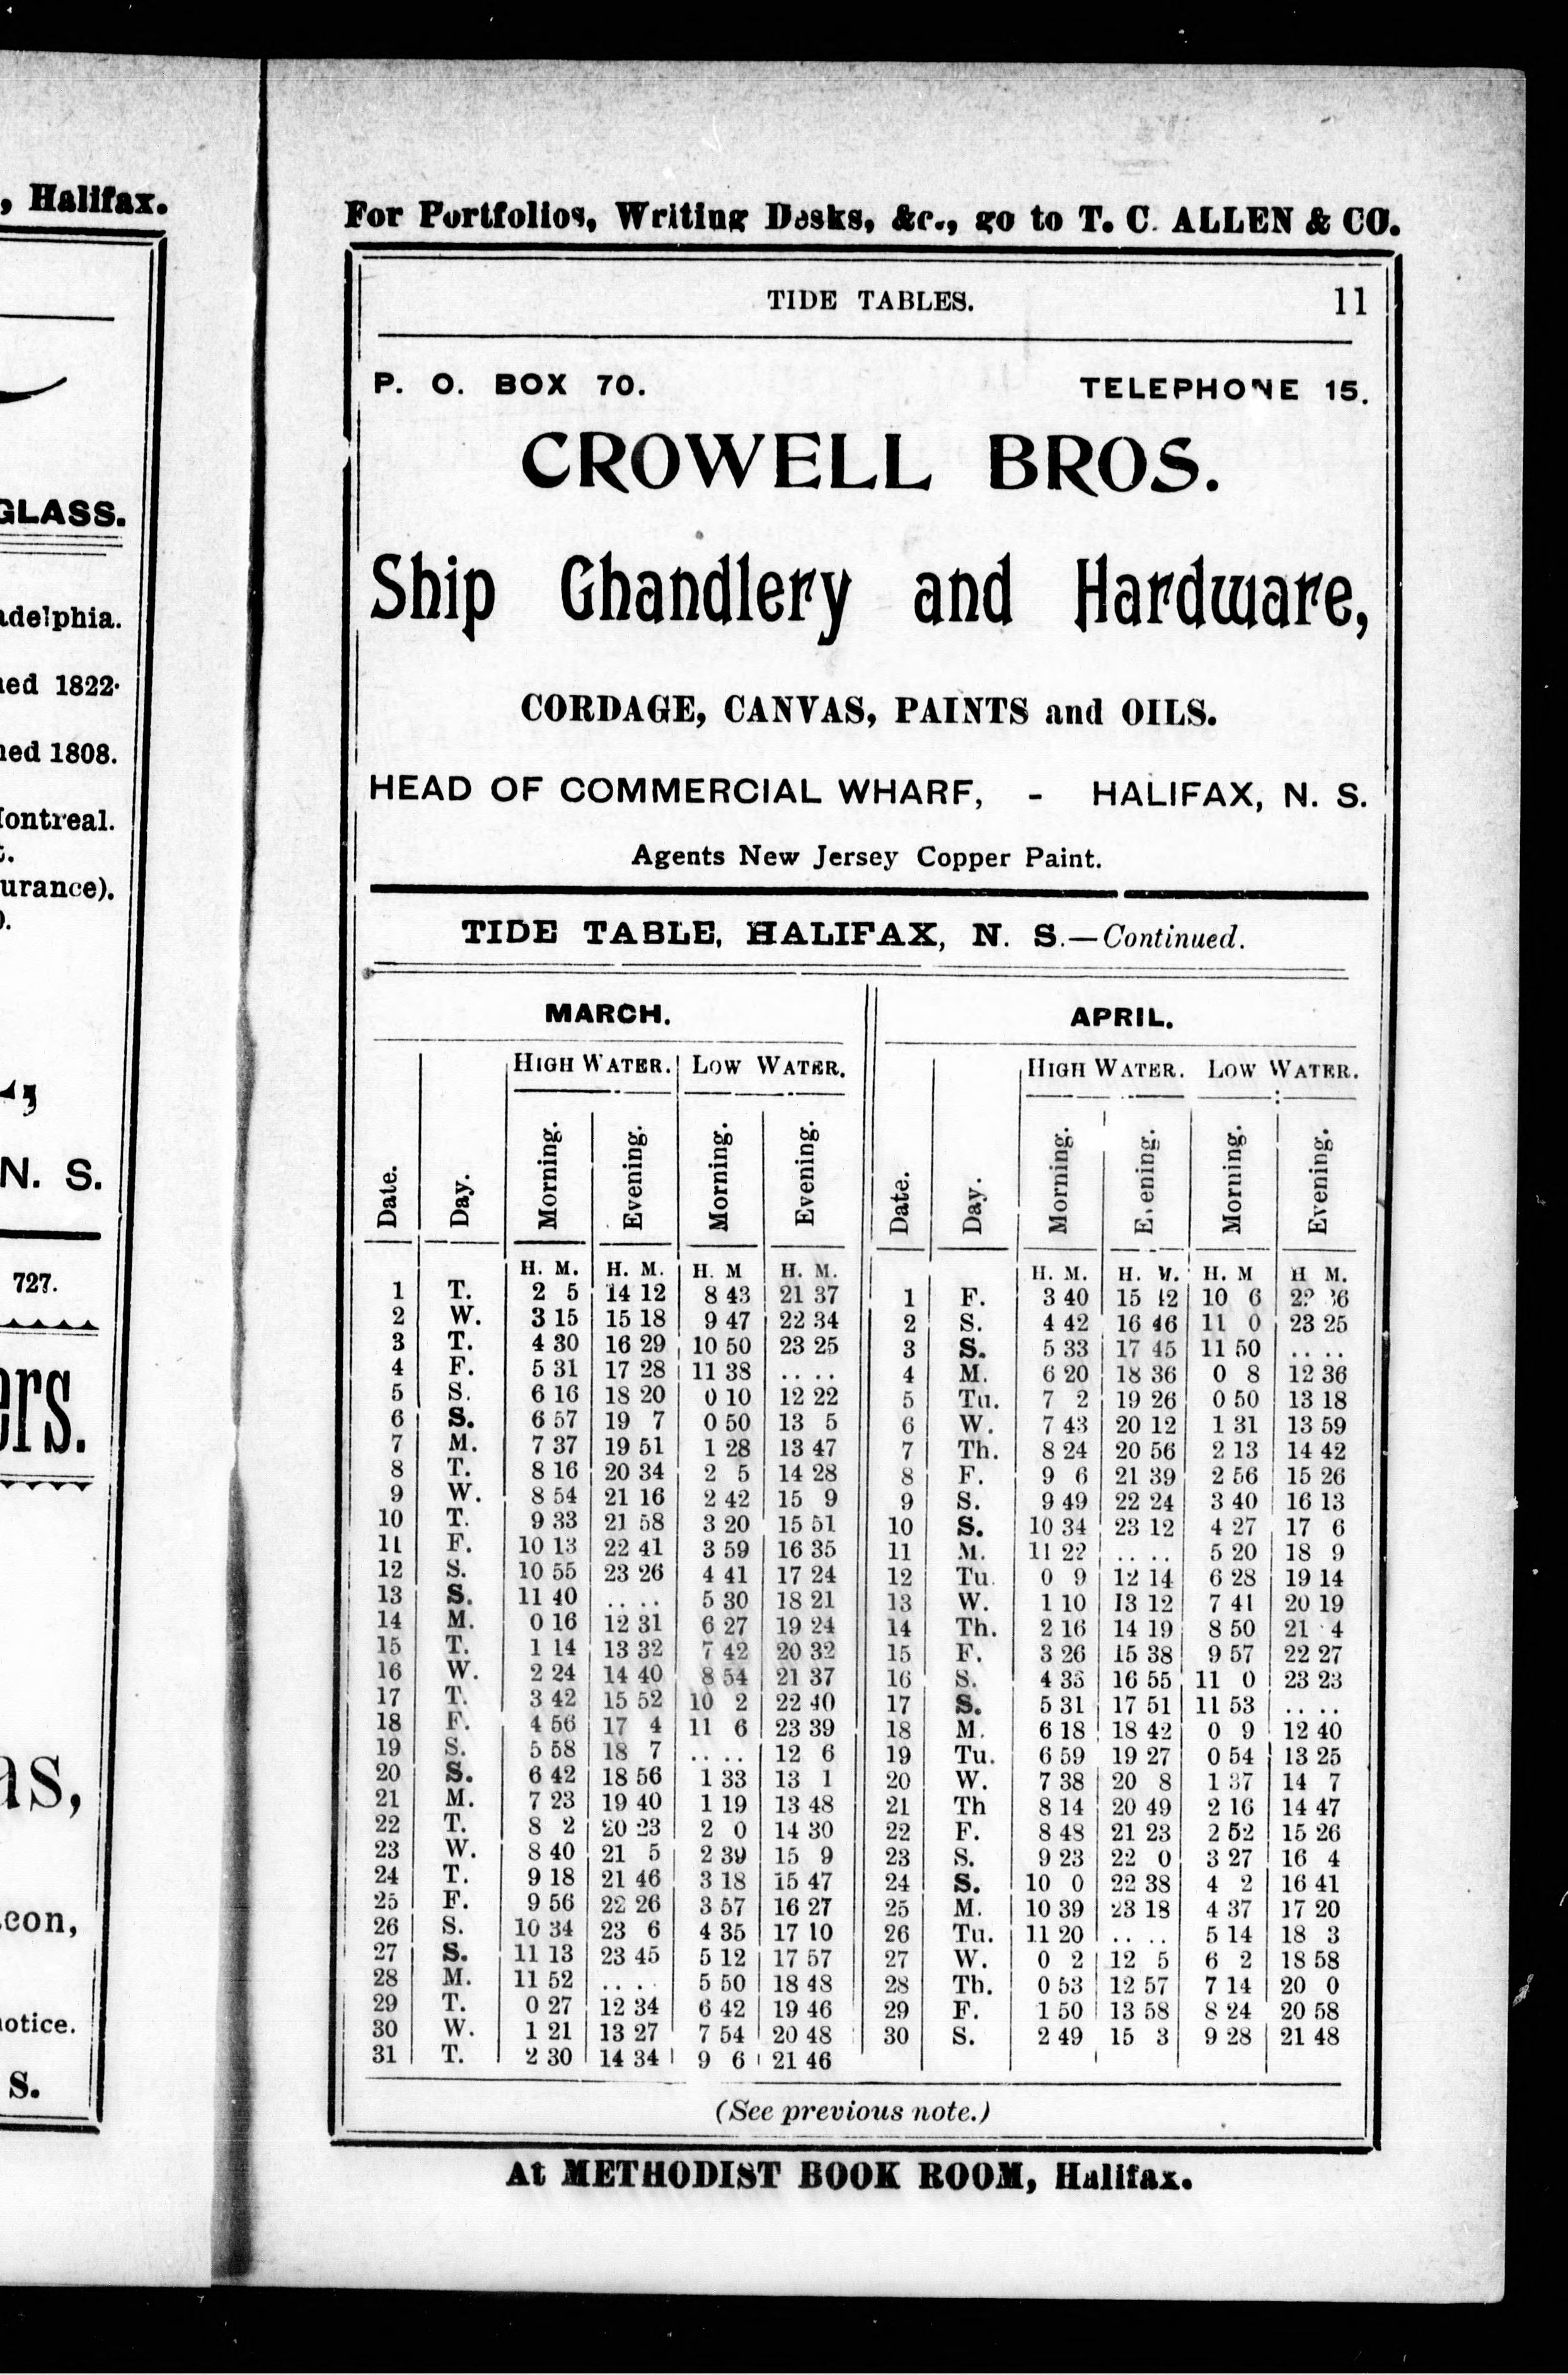 , Halifax.
GLASS.
adelphia.
ned 1822·
ned 1808.
Montreal.
urance).
N. S.
727.
ers.
as,
con,
notice.
S.
For Portfolios, Writing Desks, &c., go to T. C. ALLEN & CO.
TIDE TABLES. 11
P. O. BOX 70. TELEPHONE 15.
CROWELL BROS.
Ship Chandlery and Hardware,
CORDAGE, CANVAS, PAINTS and OILS.
HEAD OF COMMERCIAL WHARF, - HALIFAX, N. S.
Agents New Jersey Copper Paint.
TIDE TABLE, HALIFAX, N. S.—Continued.
MARCH. APRIL.
HIGH WATER. LOW WATER. HIGH WATER. LOW WATER.
Date. Day. Morning. Evening. Morning. Evening. Date. Day. Morning. Evening. Morning. Evening.
H. M. H. M. H. M H. M. H. M. H. M. H. M H M.
1 T. 2 5 14 12 8 43 21 37 1 F. 3 40 15 42 10 6
2 W. 3 15 15 18 9 47 22 34 2 S. 4 42 16 46 11 0 23 25
3 T. 4 30 16 29 10 50 23 25 3 S. 5 33 17 45 11 50 .. ..
4 F. 5 31 17 28 11 38 .. .. 4 M. 6 20 18 36 0 8 12 36
5 S. 6 16 18 20 0 10 12 22 5 Tu. 7 2 19 26 0 50 13 18
6 S. 6 57 19 7 0 50 13 5 6 W. 7 43 20 12 1 31 13 59
7 M. 7 37 19 51 1 28 13 47 7 Th. 8 24 20 56 2 13 14 42
8 T. 8 16 20 34 2 5 14 28 8 F. 9 6 21 39 2 56 15 26
9 W. 8 54 21 16 2 42 15 9 9 S. 9 49 22 24 3 40 16 13
10 T. 9 33 21 58 3 20 15 51 10 S. 10 34 23 12 4 27 17 6
11 F. 10 13 22 41 3 59 16 35 11 M. 11 22 .. .. 5 20 18 9
12 S. 10 55 23 26 4 41 17 24 12 Tu. 0 9 12 14 6 28 19 14
13 S. 11 40 .. .. 5 30 18 21 13 W. 1 10 13 12 7 41 20 19
14 M. 0 16 12 31 6 27 19 24 14 Th. 2 16 14 19 8 50 21 4
15 T. 1 14 13 32 7 42 20 32 15 F. 3 26 15 38 9 57 22 27
16 W. 2 24 14 40 8 54 21 37 16 S. 4 35 16 55 11 0 23 23
17 T. 3 42 15 52 10 2 22 40 17 S. 5 31 17 51 11 53 .. ..
18 F. 4 56 17 4 11 6 23 39 18 M. 6 18 18 42 0 9 12 40
19 S. 5 58 18 7 .. .. 12 6 19 Tu. 6 59 19 27 0 54 13 25
20 S. 6 42 18 56 1 33 13 1 20 W. 7 38 20 8 1 37 14 7
21 M. 7 23 19 40 1 19 13 48 21 Th 8 14 20 49 2 16 14 47
22 T. 8 2 20 23 2 0 14 30 22 F. 8 48 21 23 2 52 15 26
23 W. 8 40 21 5 2 39 15 9 23 S. 9 23 22 0 3 27 16 4
24 T. 9 18 21 46 3 18 15 47 24 S. 10 0 22 38 4 2 16 41
25 F. 9 56 22 26 3 57 16 27 25 M. 10 39 23 18 4 37 17 20
26 S. 10 34 23 6 4 35 17 10 26 Tu. 11 20 .. .. 5 14 18 3
27 S. 11 13 23 45 5 12 17 57 27 W. 0 2 12 5 6 2 18 58
28 M. 11 52 .. .. 5 50 18 48 28 Th. 0 53 12 57 7 14 20 0
29 T. 0 27 12 34 6 42 19 46 29 F. 1 50 13 58 8 24 20 58
30 W. 1 21 13 27 7 54 20 48 30 S. 2 49 15 3 9 28 21 48
31 T. 2 30 14 34 9 6 21 46
(See previous note.)
At METHODIST BOOK ROOM, Halifax.